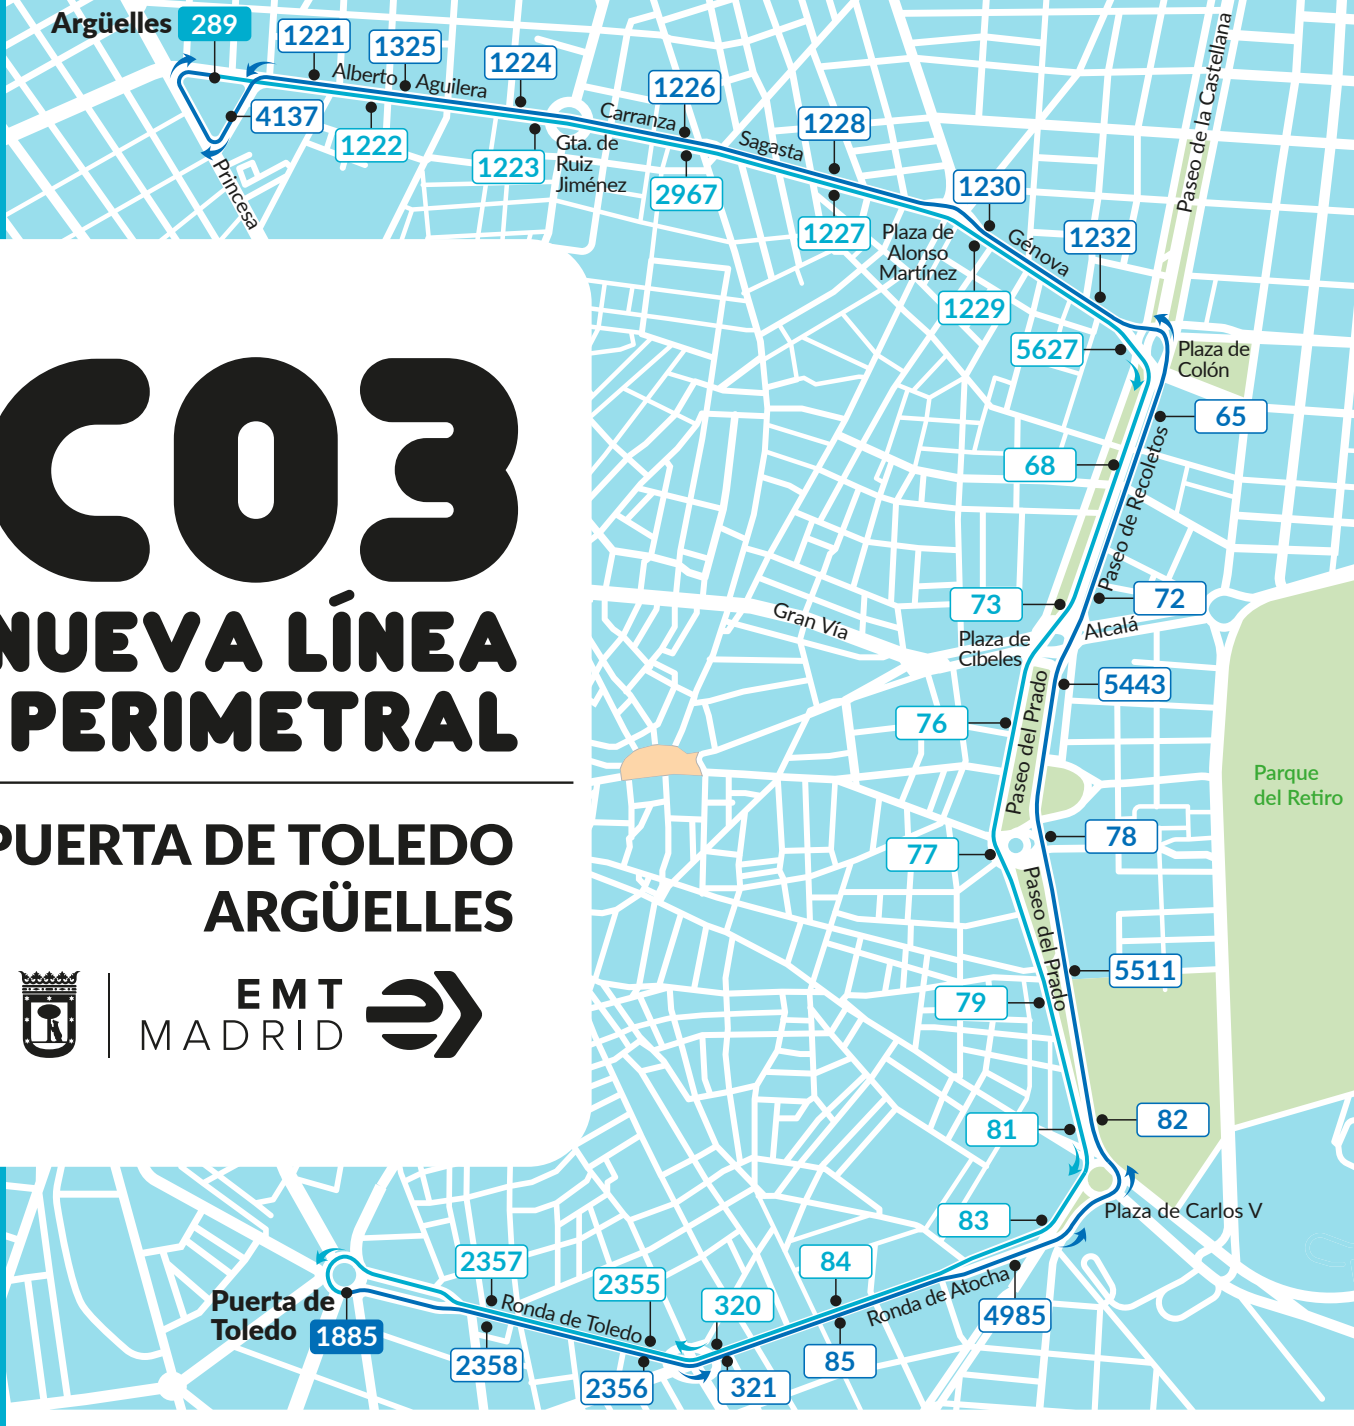 Argüelles
289
1221
1325
1224
Alberto Aguilera
4137
1222
1223
Princesa
Gta. de
Ruiz
Jiménez
Carranza
1226
2967
Sagasta
1228
1227
Plaza de
Alonso
Martínez
1230
1229
Génova
1232
Paseo de la Castellana
5627
Plaza de
Colón
65
68
Paseo de Recoletos
73
72
Gran Vía
Plaza de
Cibeles
Alcalá
5443
76
Paseo del Prado
Parque
del Retiro
78
77
Paseo del Prado
5511
79
81
82
Plaza de Carlos V
83
84
Ronda de Atocha
4985
85
320
321
2355
2356
Ronda de Toledo
2357
2358
Puerta de
Toledo
1885
C03
NUEVA LÍNEA
PERIMETRAL
PUERTA DE TOLEDO
ARGÜELLES
EMT
MADRID